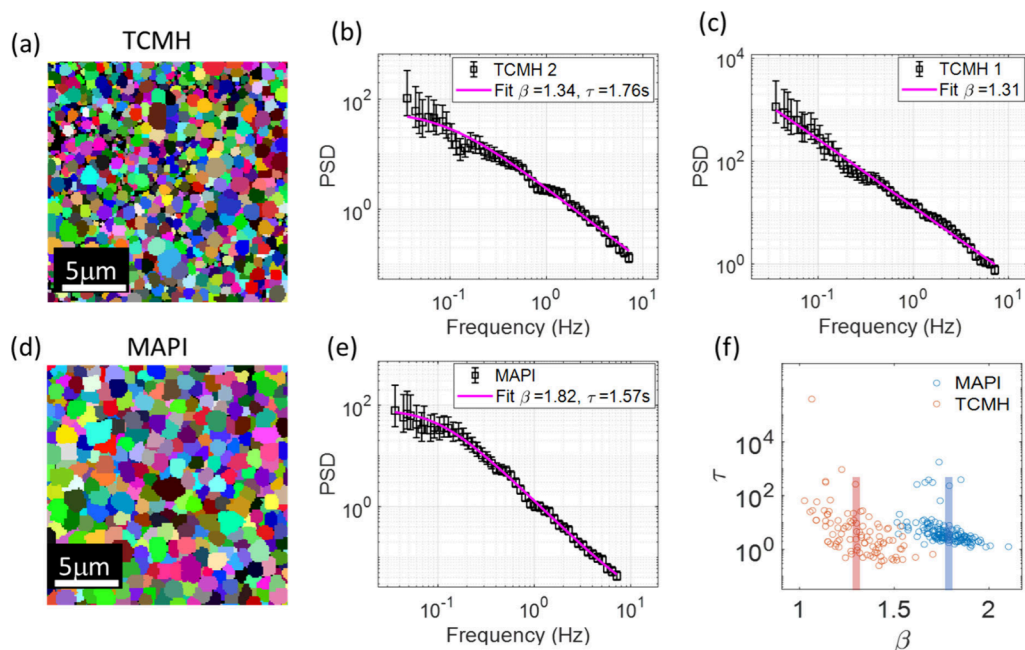 (a)
TCMH
5μm
(b)
TCMH 2
Fit β=1.34, τ=1.76s
10²
10⁰
PSD
10⁻¹
10⁰
10¹
Frequency (Hz)
(c)
TCMH 1
Fit β=1.31
10⁴
10²
10⁰
PSD
10⁻¹
10⁰
10¹
Frequency (Hz)
(d)
MAPI
5μm
(e)
MAPI
Fit β=1.82, τ=1.57s
10²
10⁰
PSD
10⁻¹
10⁰
10¹
Frequency (Hz)
(f)
MAPI
TCMH
10⁴
10²
10⁰
τ
1
1.5
2
β